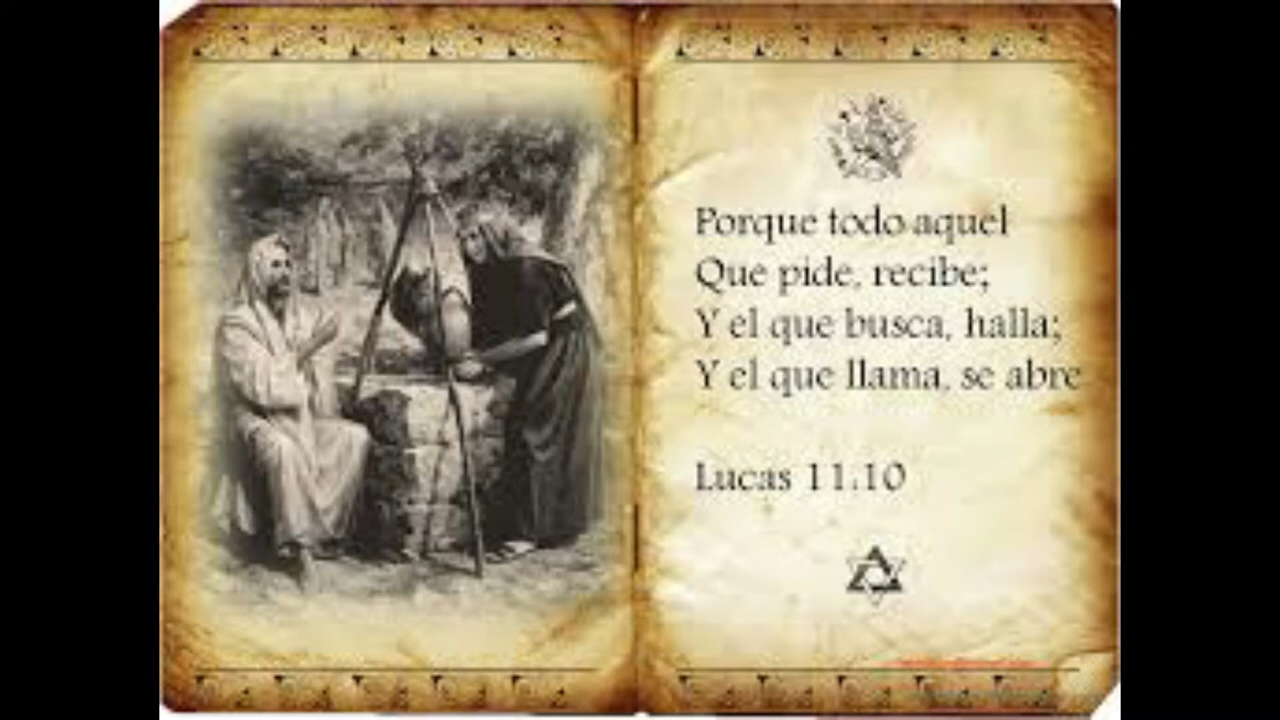 Porque todo aquel
Que pide, recibe;
Y el que busca, halla;
Y el que llama, se abre
Lucas 11.10